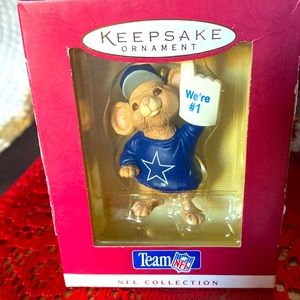 KEEPSAKE
ORNAMENT
We're
#1
Team NFL
NFL COLLECTION